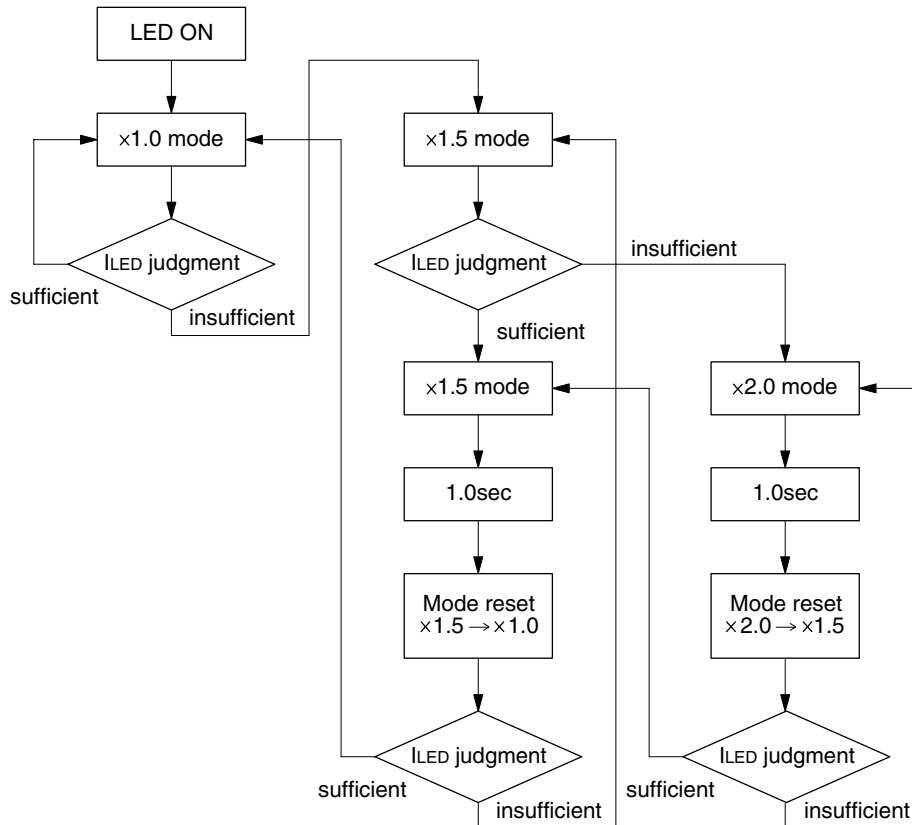 LED ON
×1.0 mode
ILED judgment
sufficient
insufficient
×1.5 mode
ILED judgment
insufficient
sufficient
×1.5 mode
1.0sec
Mode reset
×1.5→×1.0
ILED judgment
sufficient
insufficient
×2.0 mode
1.0sec
Mode reset
×2.0→×1.5
ILED judgment
sufficient
insufficient